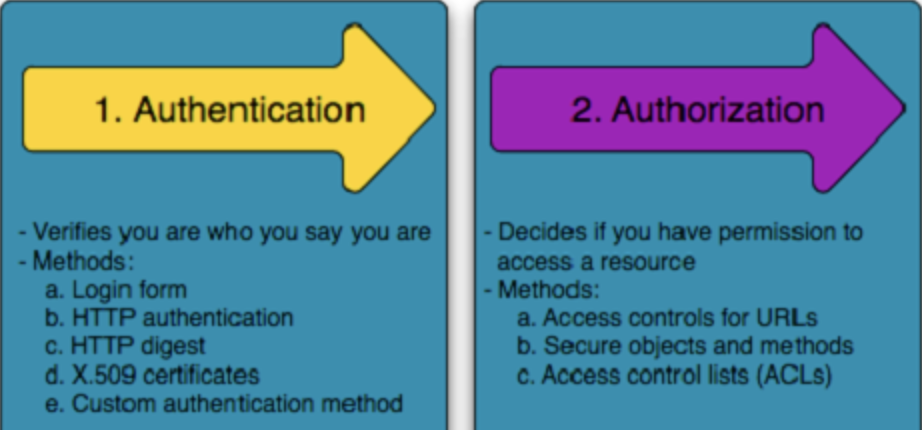 1. Authentication
- Verifies you are who you say you are
- Methods:
a. Login form
b. HTTP authentication
c. HTTP digest
d. X.509 certificates
e. Custom authentication method
2. Authorization
- Decides if you have permission to
access a resource
- Methods:
a. Access controls for URLs
b. Secure objects and methods
c. Access control lists (ACLs)